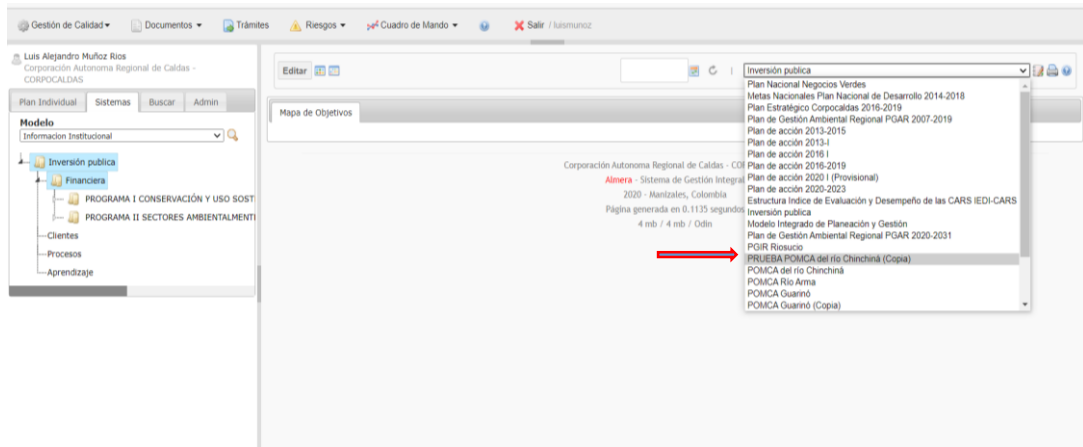 Gestión de Calidad
Documentos
Trámites
Riesgos
Cuadro de Mando
Salir / luismunoz
Luis Alejandro Muñoz Rios
Corporación Autonoma Regional de Caldas -
CORPOCALDAS
Plan Individual
Sistemas
Buscar
Admin
Modelo
Informacion Institucional
Inversión publica
Financiera
PROGRAMA I CONSERVACIÓN Y USO SOST
PROGRAMA II SECTORES AMBIENTALMENT
Clientes
Procesos
Aprendizaje
Editar
Inversión publica
Mapa de Objetivos
Corporación Autonoma Regional de Caldas - CO
Almera - Sistema de Gestión Integral
2020 - Manizales, Colombia
Página generada en 0.1135 segundos
4 mb / 4 mb / Odin
Plan Nacional Negocios Verdes
Metas Nacionales Plan Nacional de Desarrollo 2014-2018
Plan Estratégico Corpocaldas 2016-2019
Plan de Gestión Ambiental Regional PGAR 2007-2019
Plan de acción 2013-2015
Plan de acción 2013-I
Plan de acción 2016 I
Plan de acción 2016-2019
Plan de acción 2020 I (Provisional)
Plan de acción 2020-2023
Estructura Indice de Evaluación y Desempeño de las CARS IEDI-CARS
Inversión publica
Modelo Integrado de Planeación y Gestión
Plan de Gestión Ambiental Regional PGAR 2020-2031
PGIR Riosucio
PRUEBA POMCA del río Chinchiná (Copia)
POMCA del río Chinchiná
POMCA Río Arma
POMCA Guarinó
POMCA Guarinó (Copia)